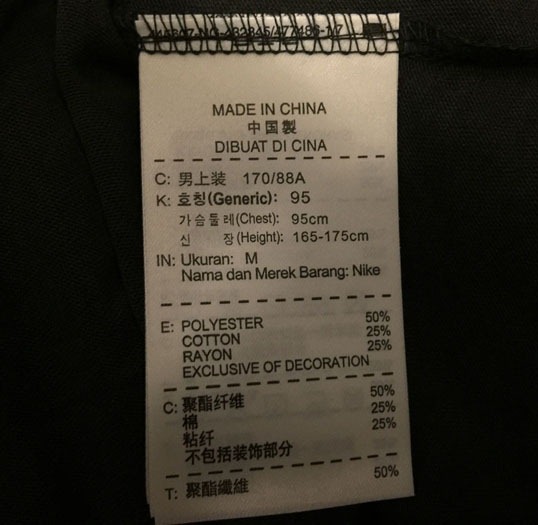 MADE IN CHINA
中国製
DIBUAT DI CINA
C: 男上装 170/88A
K: 호칭(Generic): 95
가슴둘레(Chest): 95cm
신 장(Height): 165-175cm
IN: Ukuran: M
Nama dan Merek Barang: Nike
E: POLYESTER 50%
COTTON 25%
RAYON 25%
EXCLUSIVE OF DECORATION
C: 聚酯纤维 50%
棉 25%
粘纤 25%
不包括装饰部分
T: 聚酯纖維 50%